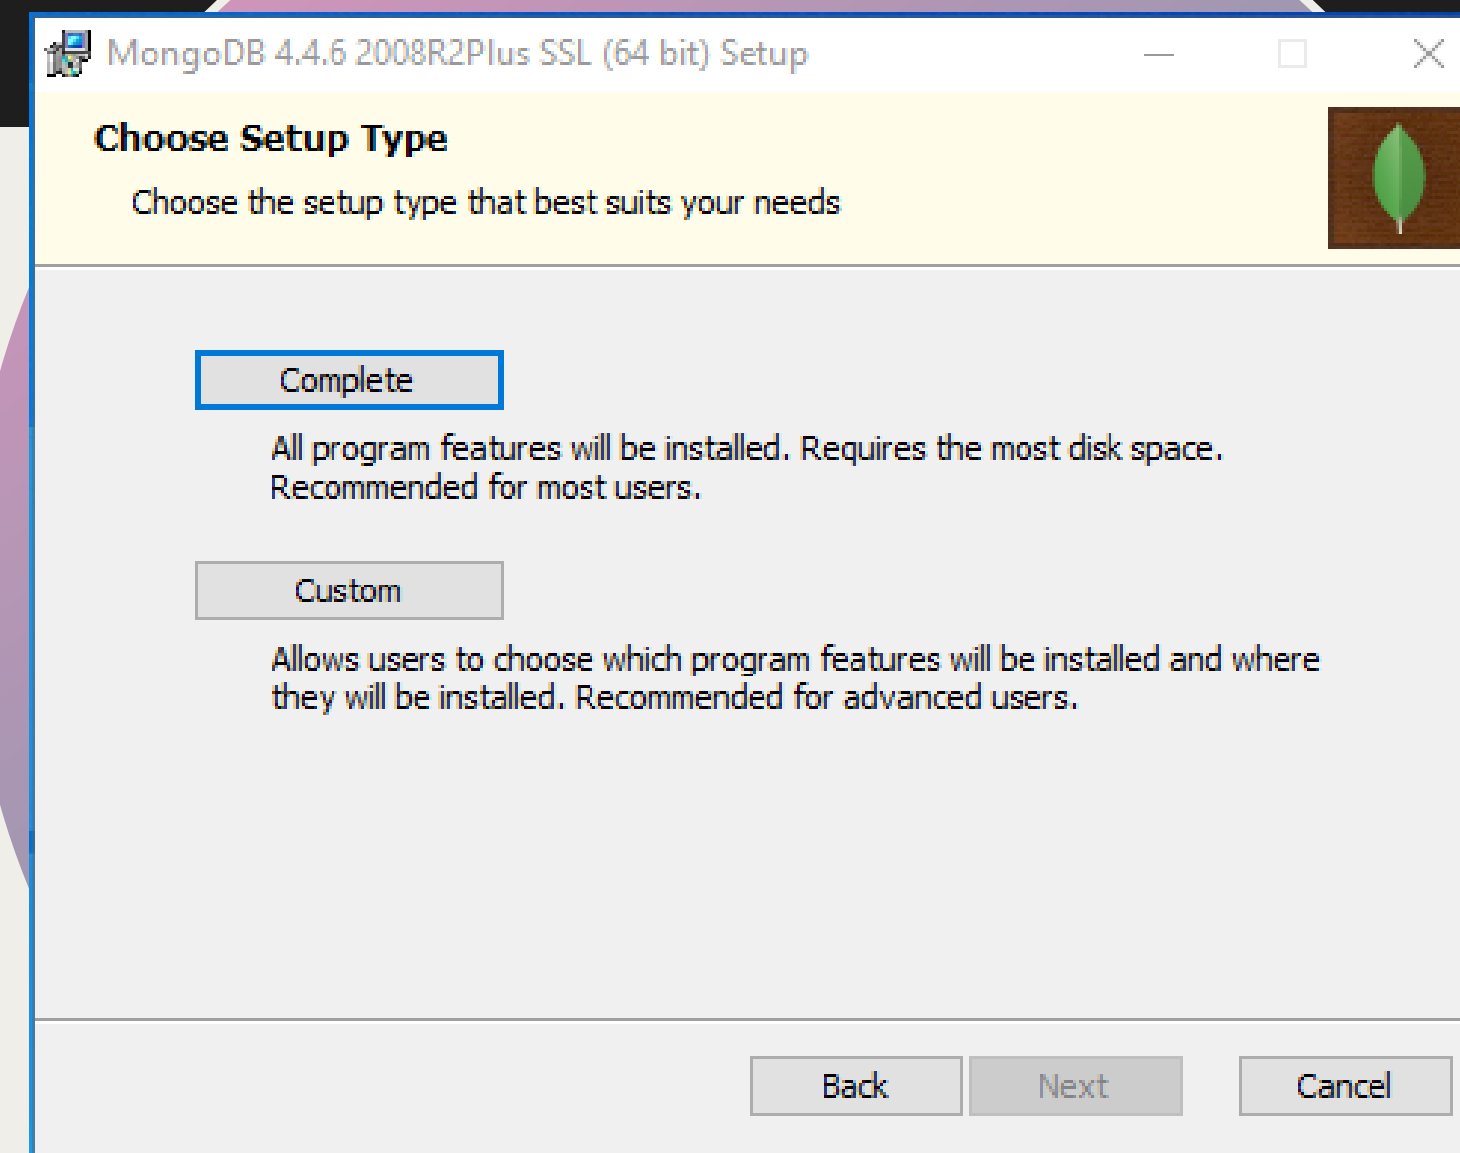 MongoDB 4.4.6 2008R2Plus SSL (64 bit) Setup
Choose Setup Type
Choose the setup type that best suits your needs
Complete
All program features will be installed. Requires the most disk space.
Recommended for most users.
Custom
Allows users to choose which program features will be installed and where
they will be installed. Recommended for advanced users.
Back Next Cancel